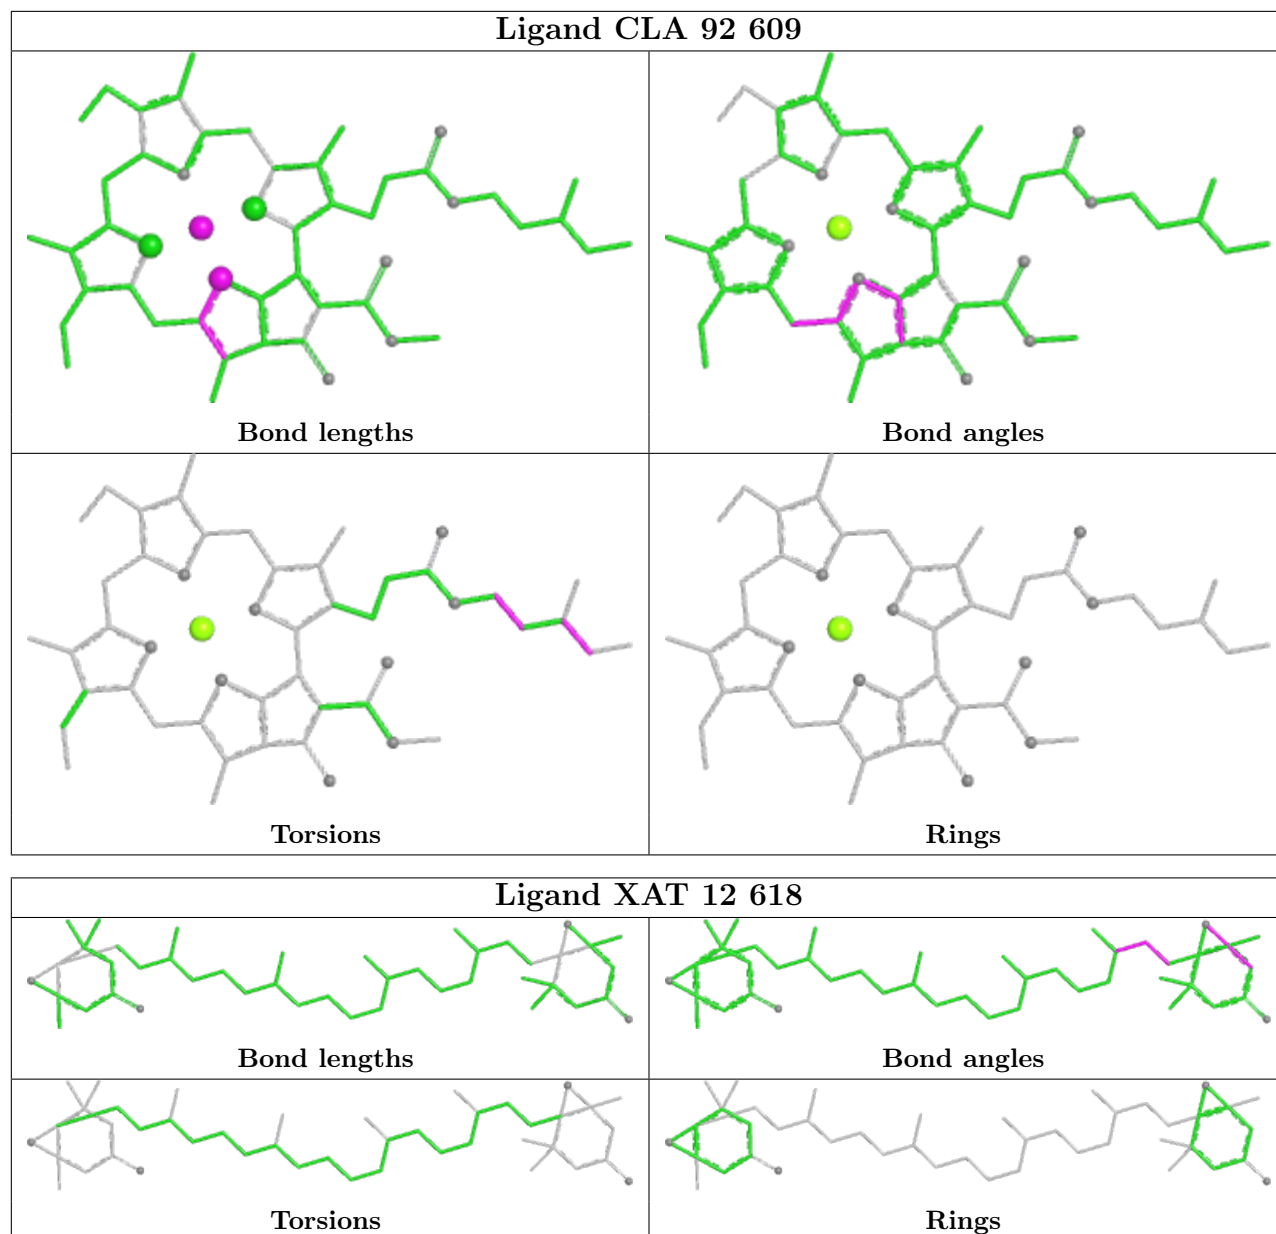 Ligand CLA 92 609
Bond lengths
Bond angles
Torsions
Rings
Ligand XAT 12 618
Bond lengths
Bond angles
Torsions
Rings